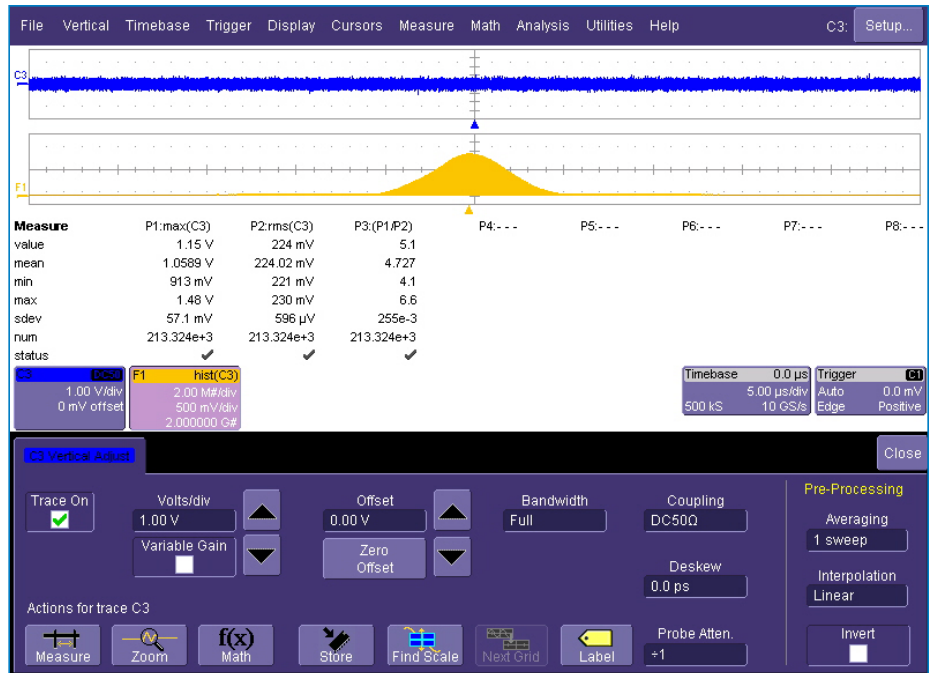 File Vertical Timebase Trigger Display Cursors Measure Math Analysis Utilities Help C3: Setup...
C3
F1
Measure P1:max(C3) P2:rms(C3) P3:(P1/P2) P4:- - - P5:- - - P6:- - - P7:- - - P8:- - -
value 1.15 V 224 mV 5.1
mean 1.0589 V 224.02 mV 4.727
min 913 mV 221 mV 4.1
max 1.48 V 230 mV 6.6
sdev 57.1 mV 596 µV 255e-3
num 213.324e+3 213.324e+3 213.324e+3
status
C3 F1 hist(C3) Timebase 0.0 µs Trigger C1
1.00 V/div 2.00 M#/div 5.00 µs/div Auto 0.0 mV
0 mV offset 500 mV/div 500 kS 10 GS/s Edge Positive
2.000000 G#
C3 Vertical Adjust Close
Trace On Volts/div Offset Bandwidth Coupling Pre-Processing
1.00 V 0.00 V Full DC50Ω Averaging
1 sweep
Variable Gain Zero Offset Deskew
0.0 ps Interpolation
Linear
Actions for trace C3
Measure Zoom f(x) Math Store Find Scale Next Grid Label Probe Atten. Invert
÷1